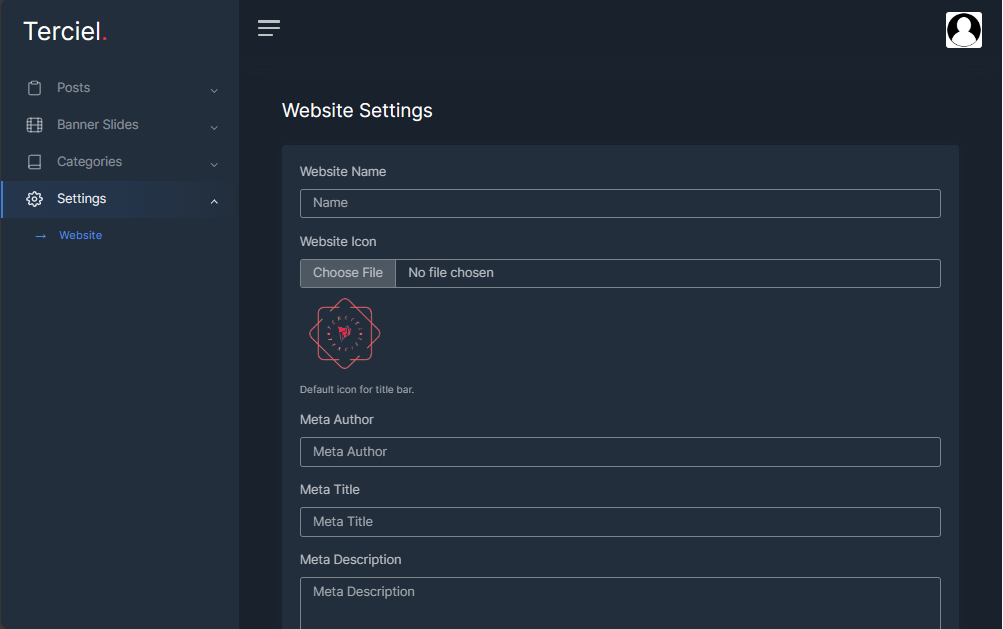 Terciel.
Posts
Banner Slides
Categories
Settings
Website
Website Settings
Website Name
Name
Website Icon
Choose File No file chosen
Default icon for title bar.
Meta Author
Meta Author
Meta Title
Meta Title
Meta Description
Meta Description